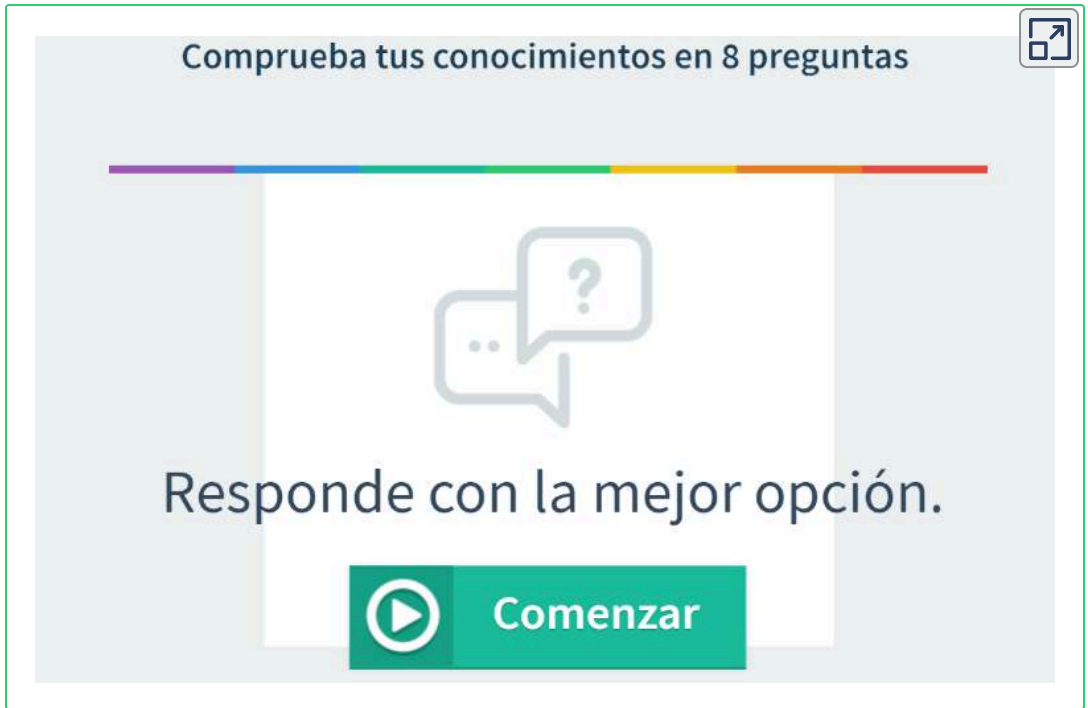 Comprueba tus conocimientos en 8 preguntas
?
Responde con la mejor opción.
Comenzar